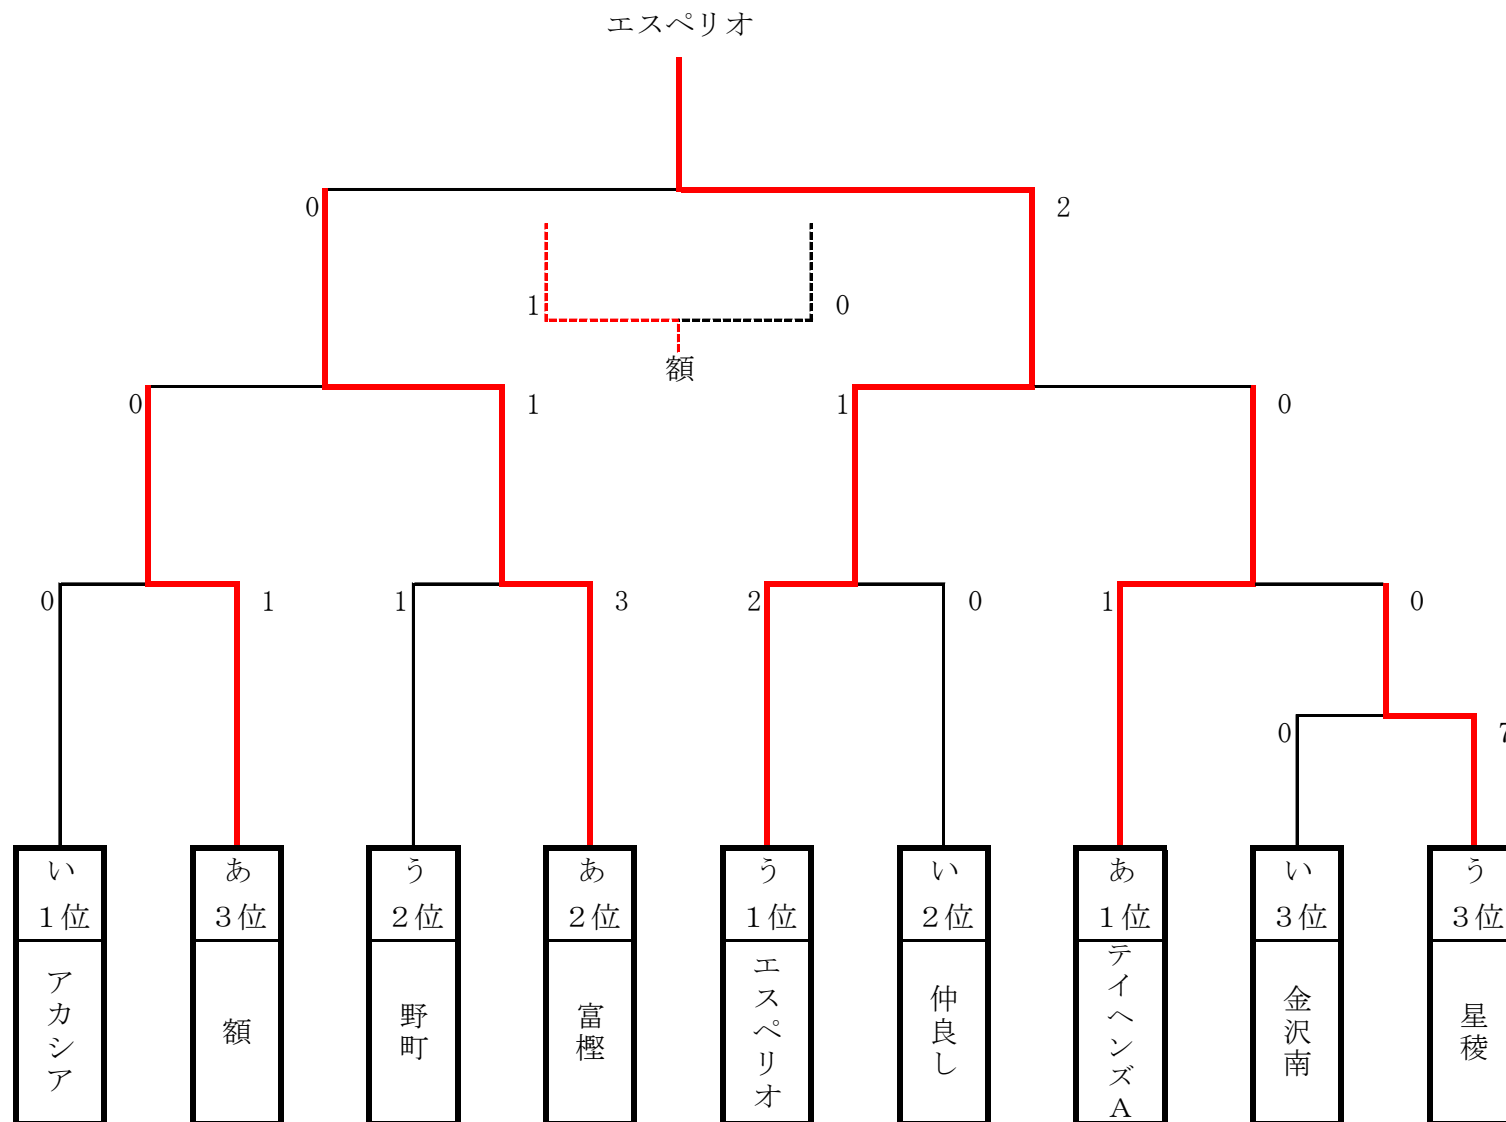 エスペリオ
0
2
1
0
額
0
1
1
0
0
1
1
3
2
0
1
0
0
7
い
1位
アカシア
あ
3位
額
う
2位
野町
あ
2位
富樫
う
1位
エスペリオ
い
2位
仲良し
あ
1位
テイヘンズA
い
3位
金沢南
う
3位
星稜